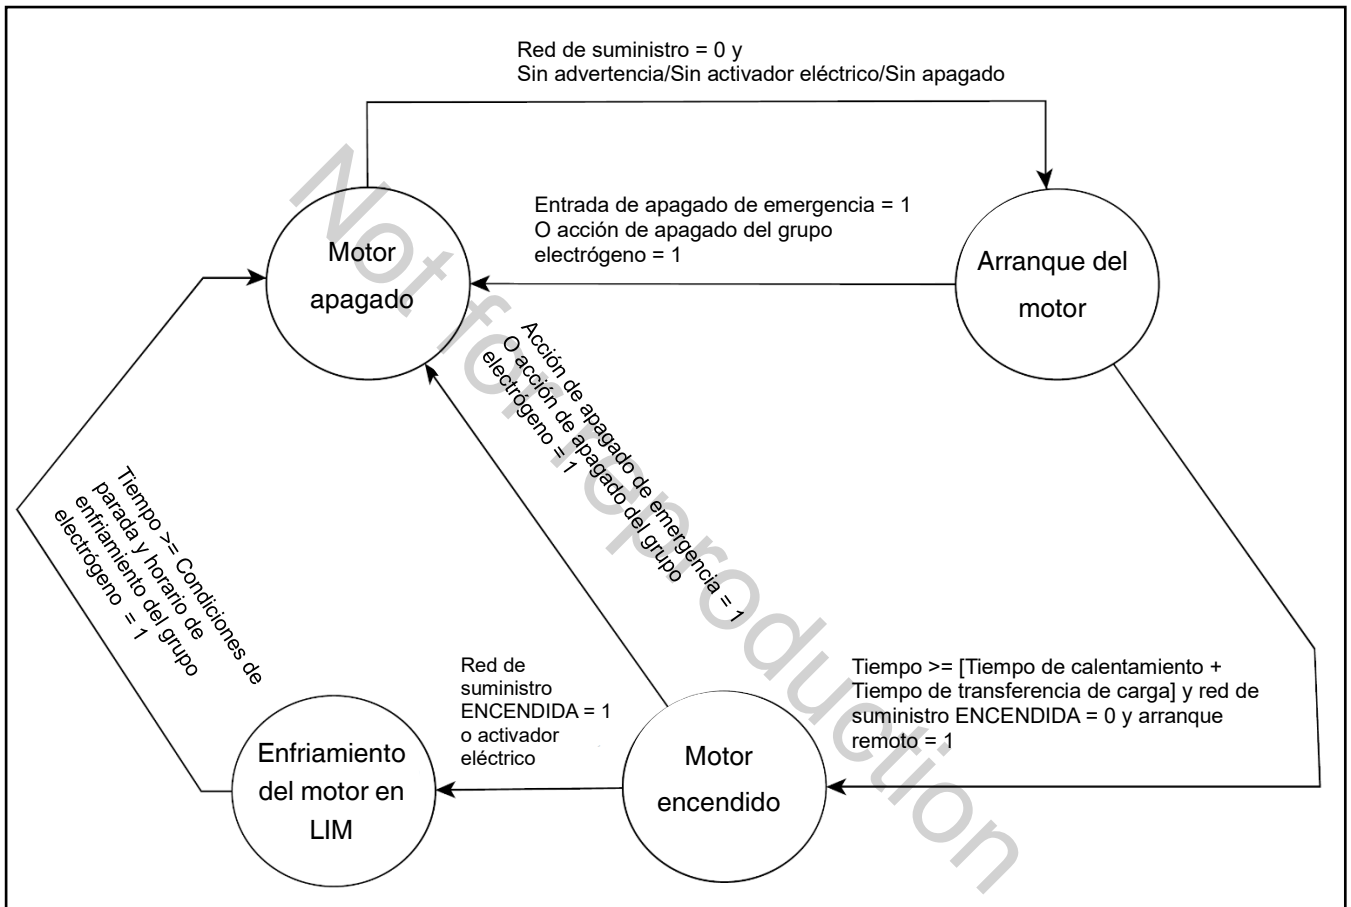 Red de suministro = 0 y
Sin advertencia/Sin activador eléctrico/Sin apagado
Entrada de apagado de emergencia = 1
O acción de apagado del grupo
electrógeno = 1
Motor
apagado
Arranque del
motor
Acción de apagado de emergencia = 1
O acción de apagado del grupo
electrógeno = 1
Tiempo >= Condiciones de
parada y horario de
enfriamiento del grupo
electrógeno = 1
Red de
suministro
ENCENDIDA = 1
o activador
eléctrico
Tiempo >= [Tiempo de calentamiento +
Tiempo de transferencia de carga] y red de
suministro ENCENDIDA = 0 y arranque
remoto = 1
Enfriamiento
del motor en
LIM
Motor
encendido
Not for reproduction